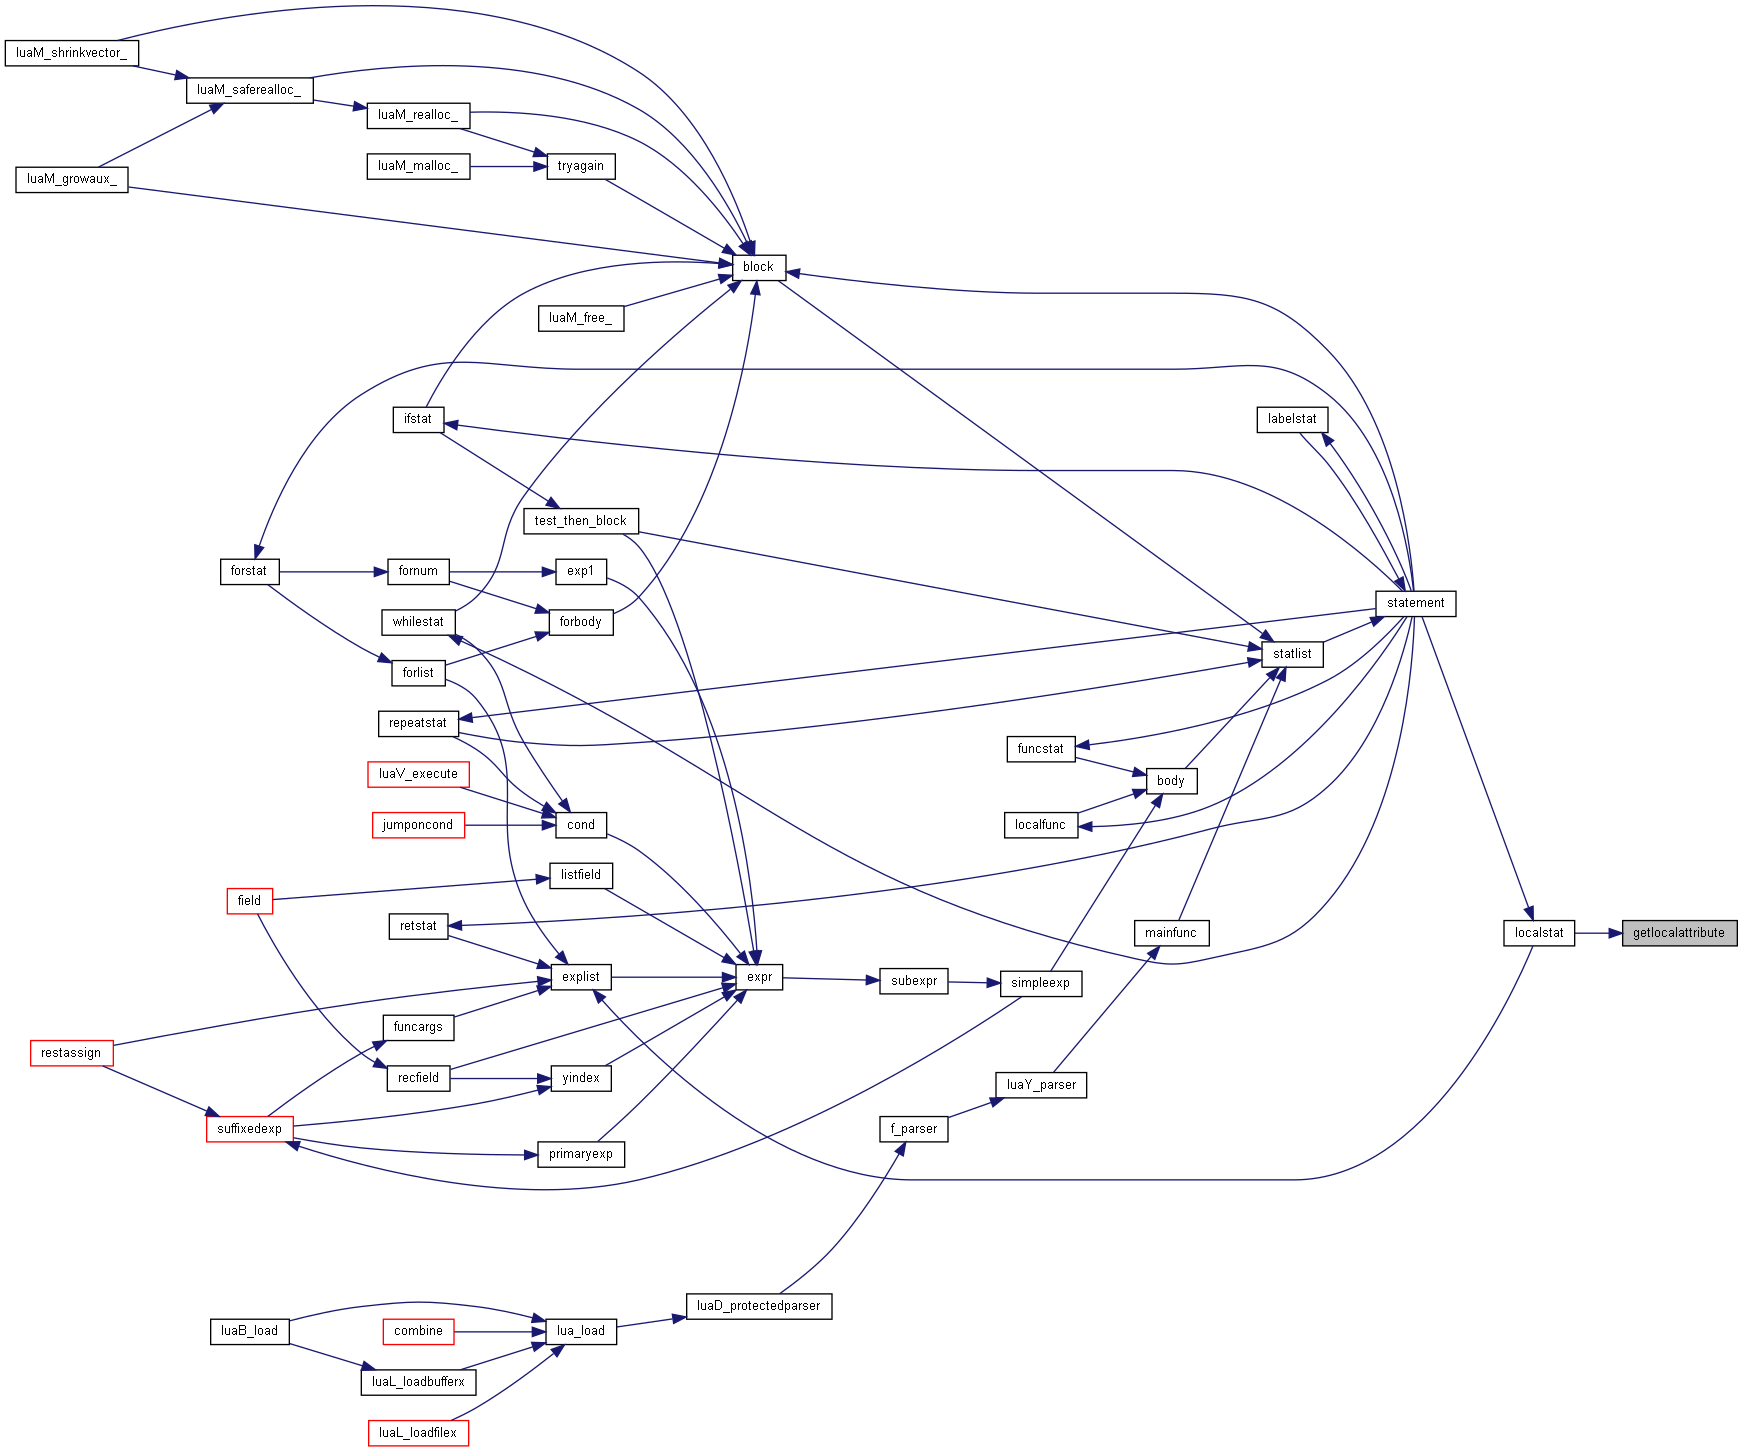 luaM_shrinkvector_
luaM_saferealloc_
luaM_realloc_
luaM_malloc_
tryagain
luaM_growaux_
block
luaM_free_
ifstat
labelstat
test_then_block
forstat
fornum
exp1
statement
whilestat
forbody
statlist
forlist
repeatstat
funcstat
luaV_execute
body
jumponcond
cond
localfunc
listfield
field
retstat
mainfunc
localstat
getlocalattribute
explist
expr
subexpr
simpleexp
funcargs
restassign
recfield
yindex
luaY_parser
suffixedexp
f_parser
primaryexp
luaD_protectedparser
luaB_load
combine
lua_load
luaL_loadbufferx
luaL_loadfilex